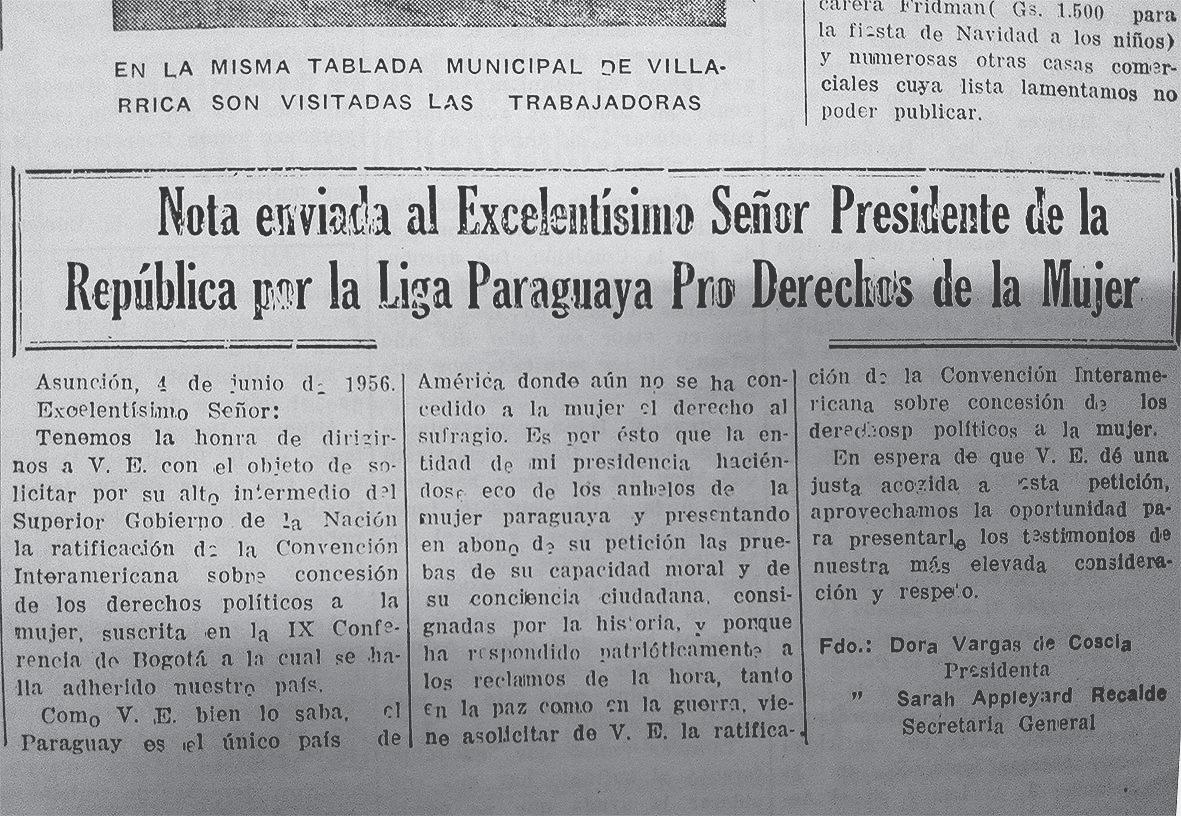 EN LA MISMA TABLADA MUNICIPAL DE VILLA-
RRICA SON VISITADAS LAS TRABAJADORAS
carera Fridman( Gs. 1.500 para
la fiesta de Navidad a los niños)
y numerosas otras casas comer-
ciales cuya lista lamentamos no
poder publicar.
Nota enviada al Excelentísimo Señor Presidente de la
República por la Liga Paraguaya Pro Derechos de la Mujer
Asunción, 4 de junio de 1956.
Excelentísimo Señor:
Tenemos la honra de dirigir-
nos a V. E. con el objeto de so-
licitar por su alto intermedio del
Superior Gobierno de la Nación
la ratificación de la Convención
Interamericana sobre concesión
de los derechos políticos a la
mujer, suscrita en la IX Confe-
rencia de Bogotá a la cual se ha-
lla adherido nuestro país.
Como V. E. bien lo saba, el
Paraguay es el único país de
América donde aún no se ha con-
cedido a la mujer el derecho al
sufragio. Es por ésto que la en-
tidad de mi presidencia hacién-
dose eco de los anhelos de la
mujer paraguaya y presentando
en abono de su petición las prue-
bas de su capacidad moral y de
su conciencia ciudadana, consi-
gnadas por la historia, y porque
ha respondido patrióticamente a
los reclamos de la hora, tanto
en la paz como en la guerra, vie-
ne asolicitar de V. E. la ratifica-
ción de la Convención Interame-
ricana sobre concesión de los
derechosp políticos a la mujer.
En espera de que V. E. dé una
justa acogida a esta petición,
aprovechamos la oportunidad pa-
ra presentarle los testimonios de
nuestra más elevada considera-
ción y respeto.
Fdo.: Dora Vargas de Coscia
Presidenta
" Sarah Appleyard Recalde
Secretaria General